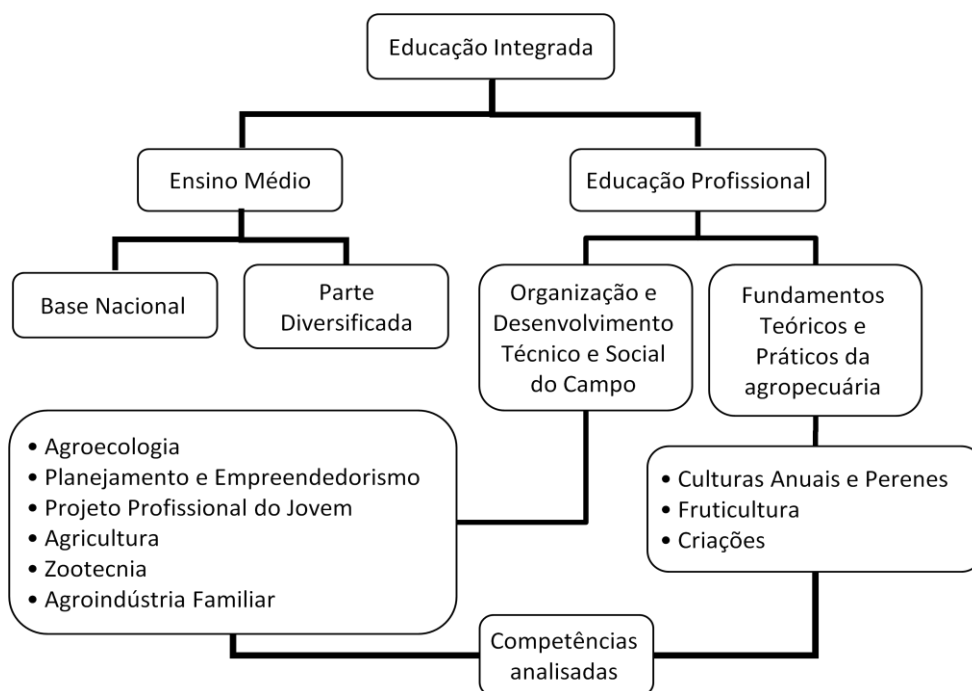 Educação Integrada
Ensino Médio
Educação Profissional
Base Nacional
Parte
Diversificada
Organização e
Desenvolvimento
Técnico e Social
do Campo
Fundamentos
Teóricos e
Práticos da
agropecuária
• Agroecologia
• Planejamento e Empreendedorismo
• Projeto Profissional do Jovem
• Agricultura
• Zootecnia
• Agroindústria Familiar
• Culturas Anuais e Perenes
• Fruticultura
• Criações
Competências
analisadas